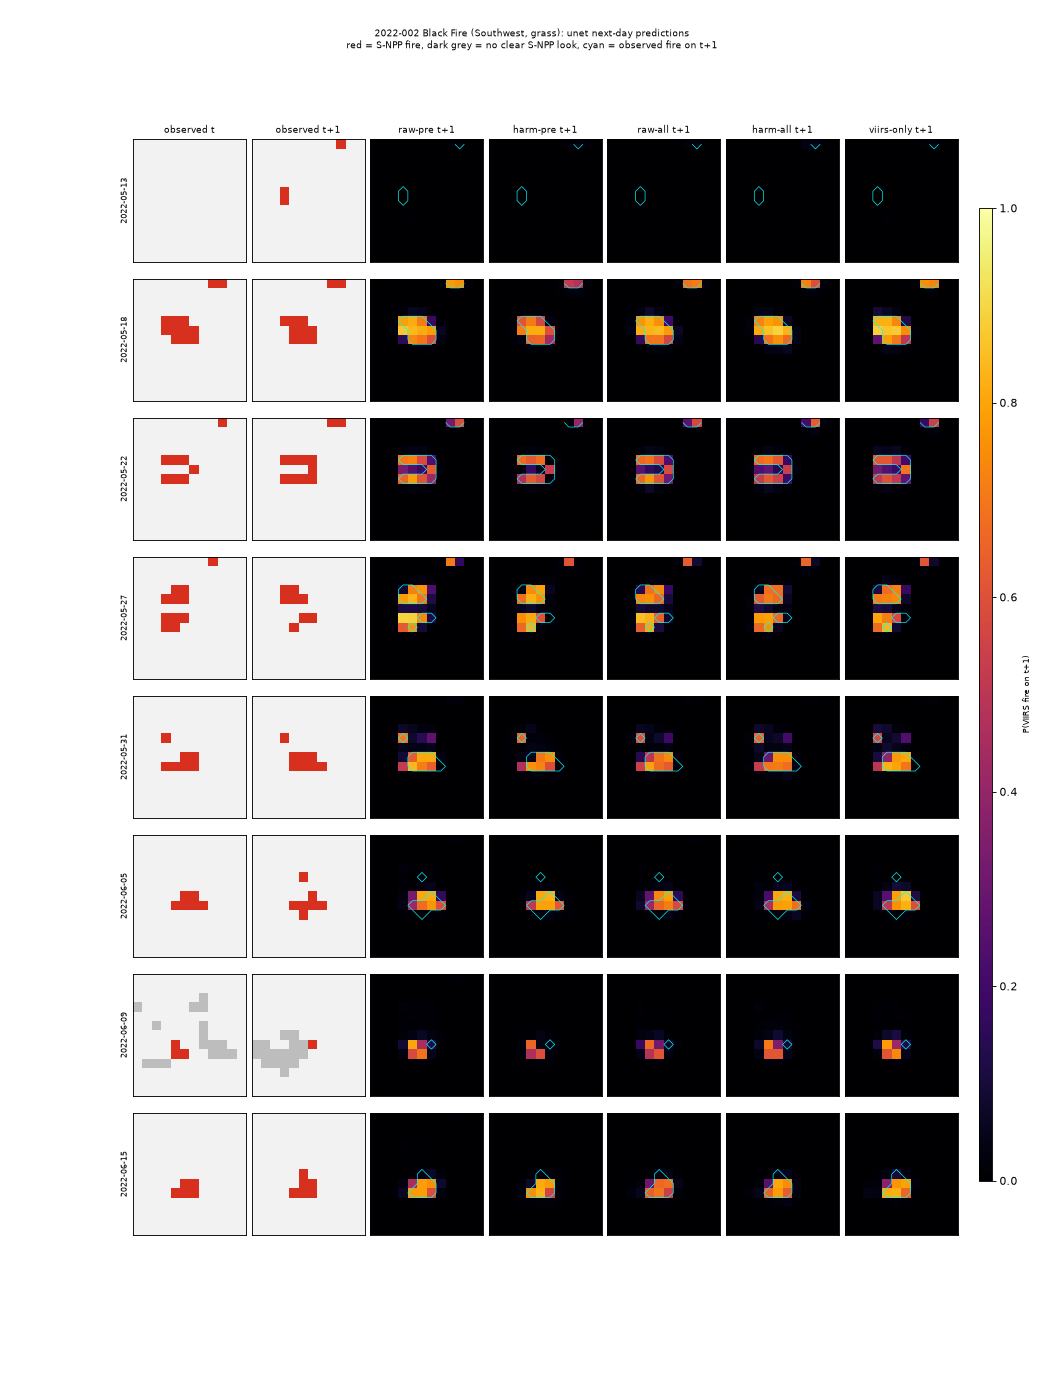 2022-002 Black Fire (Southwest, grass): unet next-day predictions
red = S-NPP fire, dark grey = no clear S-NPP look, cyan = observed fire on t+1
observed t
observed t+1
raw-pre t+1
harm-pre t+1
raw-all t+1
harm-all t+1
viirs-only t+1
2022-05-13
2022-05-18
2022-05-22
2022-05-27
2022-05-31
2022-06-05
2022-06-09
2022-06-15
1.0
0.8
0.6
0.4
0.2
0.0
P(VIIRS fire on t+1)